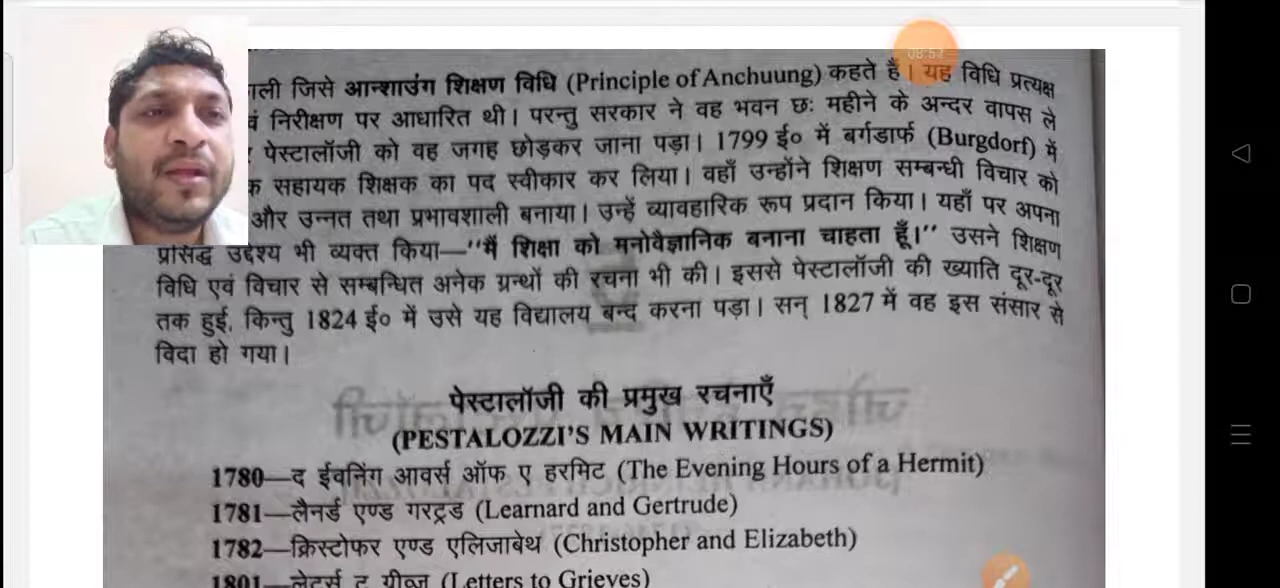 08:52
ाली जिसे आन्शाउंग शिक्षण विधि (Principle of Anchuung) कहते हैं। यह विधि प्रत्यक्ष
वं निरीक्षण पर आधारित थी। परन्तु सरकार ने वह भवन छः महीने के अन्दर वापस ले
पेस्टालॉजी को वह जगह छोड़कर जाना पड़ा। 1799 ई० में बर्गडार्फ (Burgdorf) में
क सहायक शिक्षक का पद स्वीकार कर लिया। वहाँ उन्होंने शिक्षण सम्बन्धी विचार को
और उन्नत तथा प्रभावशाली बनाया। उन्हें व्यावहारिक रूप प्रदान किया। यहाँ पर अपना
प्रसिद्ध उद्देश्य भी व्यक्त किया—"मैं शिक्षा को मनोवैज्ञानिक बनाना चाहता हूँ।" उसने शिक्षण
विधि एवं विचार से सम्बन्धित अनेक ग्रन्थों की रचना भी की। इससे पेस्टालॉजी की ख्याति दूर-दूर
तक हुई, किन्तु 1824 ई० में उसे यह विद्यालय बन्द करना पड़ा। सन् 1827 में वह इस संसार से
विदा हो गया।
पेस्टालॉजी की प्रमुख रचनाएँ
(PESTALOZZI'S MAIN WRITINGS)
1780—द ईवनिंग आवर्स ऑफ ए हरमिट (The Evening Hours of a Hermit)
1781—लैनर्ड एण्ड गरट्रड (Learnard and Gertrude)
1782—क्रिस्टोफर एण्ड एलिजाबेथ (Christopher and Elizabeth)
1801—लेटर्स टू ग्रीव्ज (Letters to Grieves)